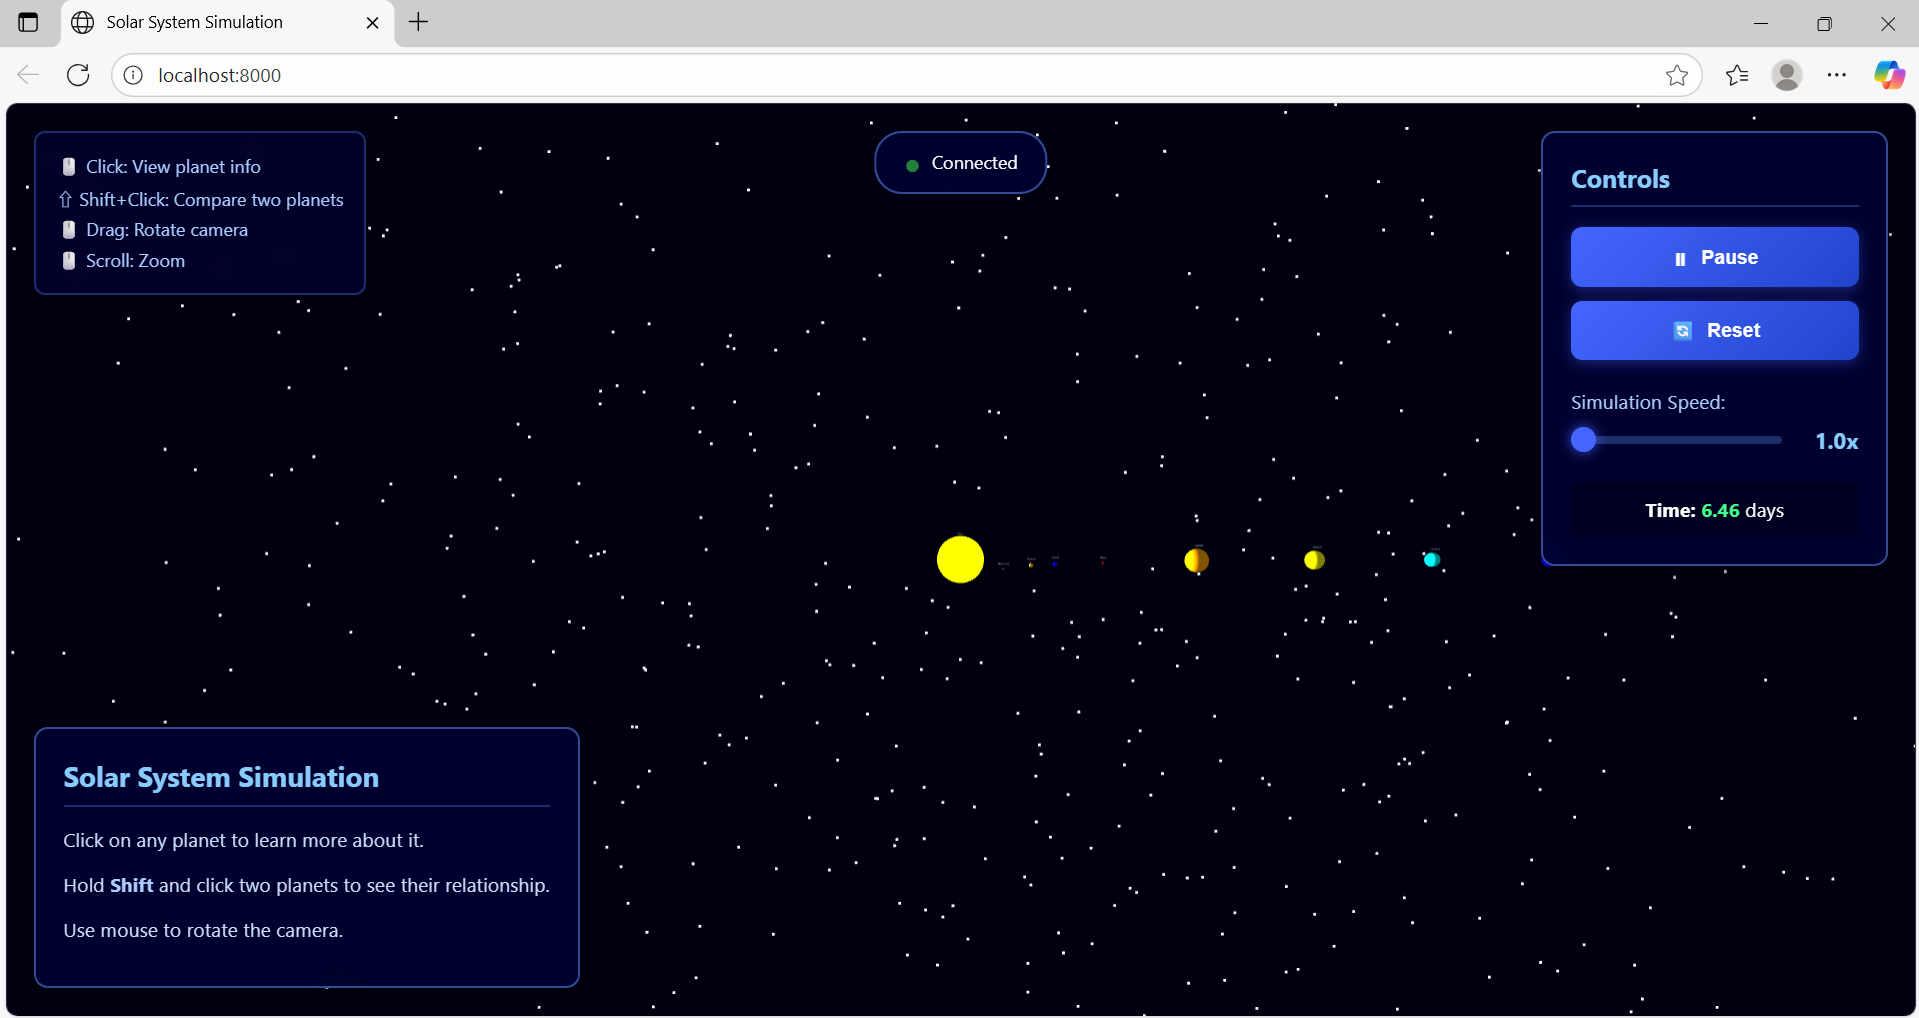 Solar System Simulation
localhost:8000
Click: View planet info
⇧ Shift+Click: Compare two planets
Drag: Rotate camera
Scroll: Zoom
Connected
Controls
Pause
Reset
Simulation Speed:
1.0x
Time: 6.46 days
Solar System Simulation
Click on any planet to learn more about it.
Hold Shift and click two planets to see their relationship.
Use mouse to rotate the camera.